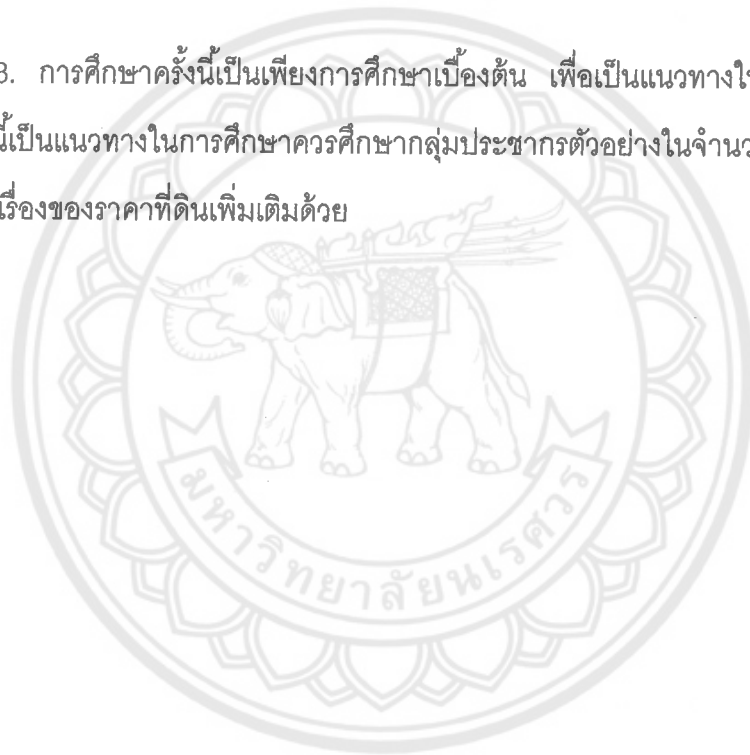 3. การศึกษาครั้งนี้เป็นเพียงการศึกษาเบื้องต้น เพื่อเป็นแนวทางใ
นี้เป็นแนวทางในการศึกษาควรศึกษากลุ่มประชากรตัวอย่างในจำนว
เรื่องของราคาที่ดินเพิ่มเติมด้วย
มหาวิทยาลัยนเรศวร